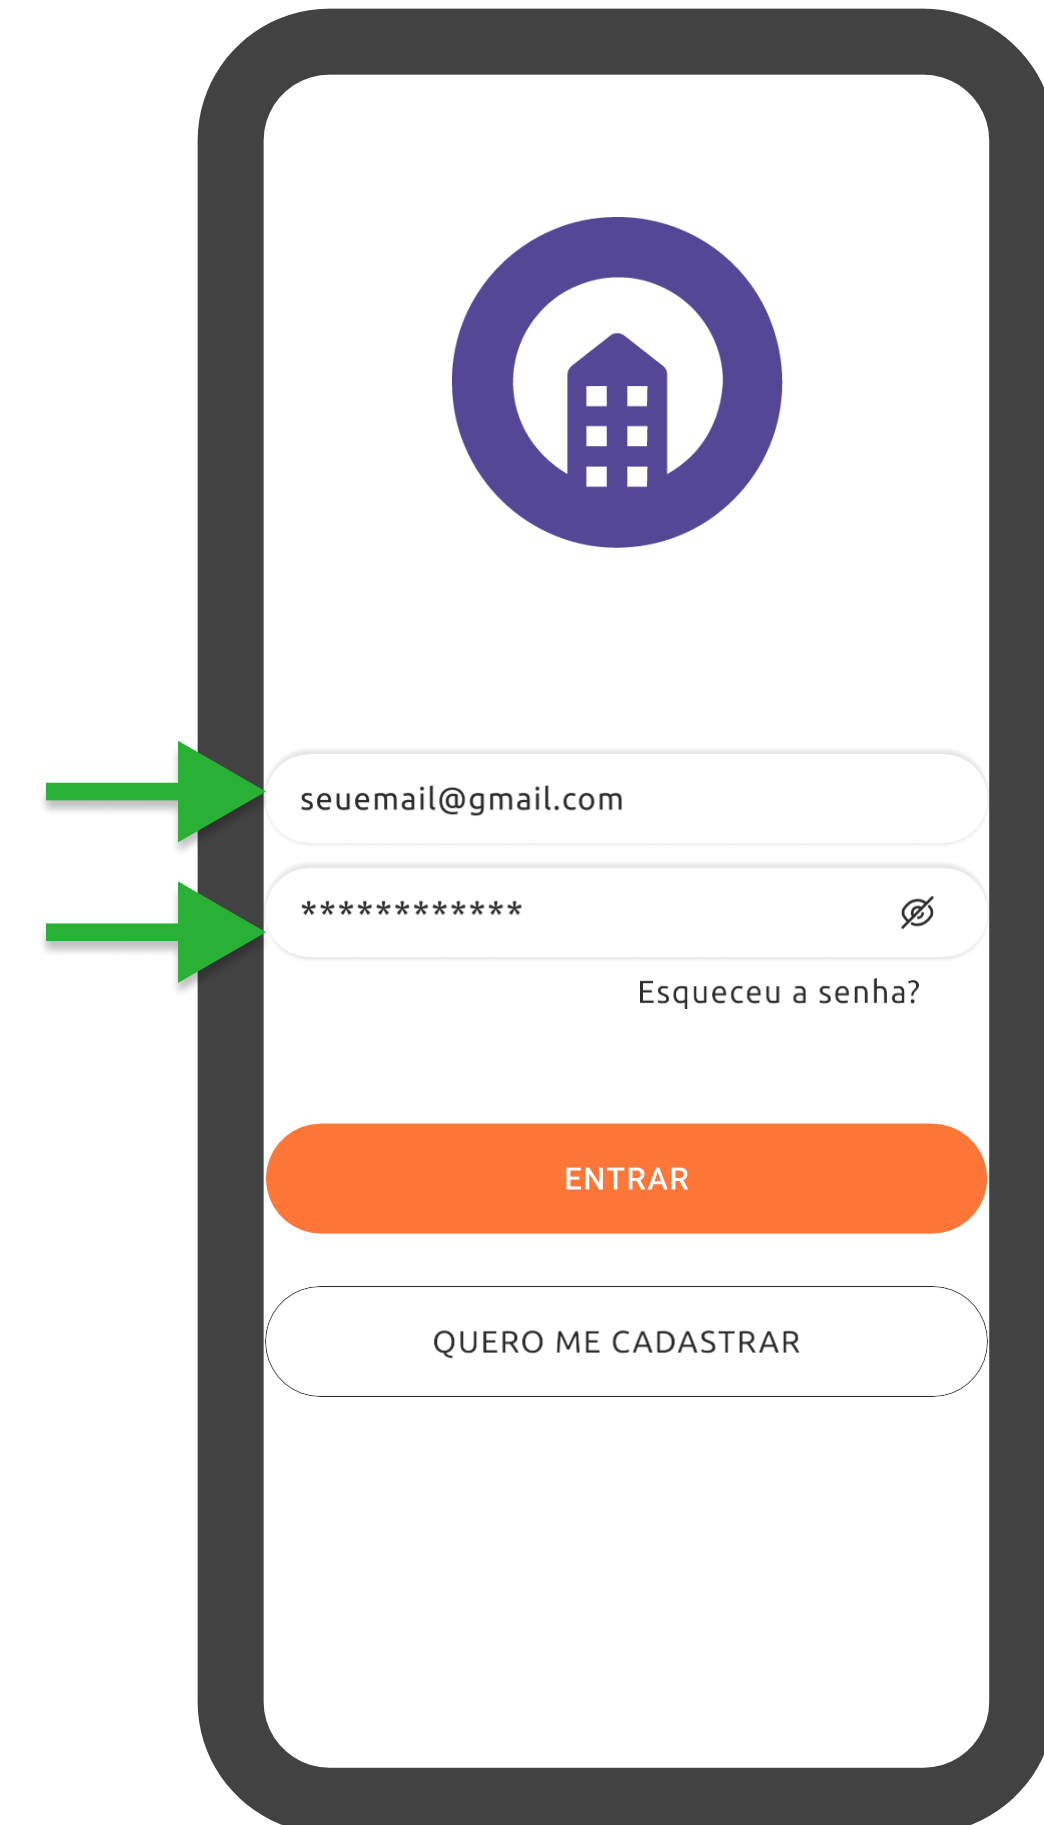 seuemail@gmail.com
************
Esqueceu a senha?
ENTRAR
QUERO ME CADASTRAR